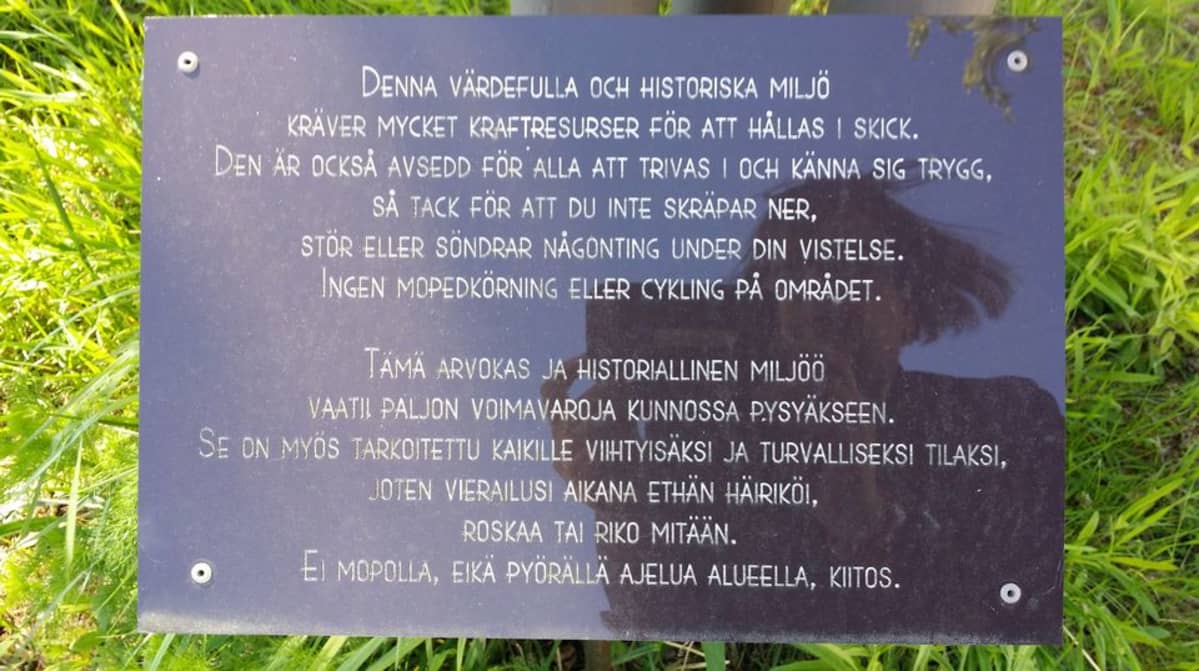 DENNA VÄRDEFULLA OCH HISTORISKA MILJÖ
KRÄVER MYCKET KRAFTRESURSER FÖR ATT HÅLLAS I SKICK.
DEN ÄR OCKSÅ AVSEDD FÖR ALLA ATT TRIVAS I OCH KÄNNA SIG TRYGG,
SÅ TACK FÖR ATT DU INTE SKRÄPAR NER,
STÖR ELLER SÖNDRAR NÅGONTING UNDER DIN VISTELSE.
INGEN MOPEDKÖRNING ELLER CYKLING PÅ OMRÅDET.
TÄMÄ ARVOKAS JA HISTORIALLINEN MILJÖÖ
VAATII PALJON VOIMAVAROJA KUNNOSSA PYSYÄKSEEN.
SE ON MYÖS TARKOITETTU KAIKILLE VIIHTYISÄKSI JA TURVALLISEKSI TILAKSI,
JOTEN VIERAILUSI AIKANA ETHÄN HÄIRIKÖI,
ROSKAA TAI RIKO MITÄÄN.
EI MOPOLLA, EIKÄ PYÖRÄLLÄ AJELUA ALUEELLA, KIITOS.